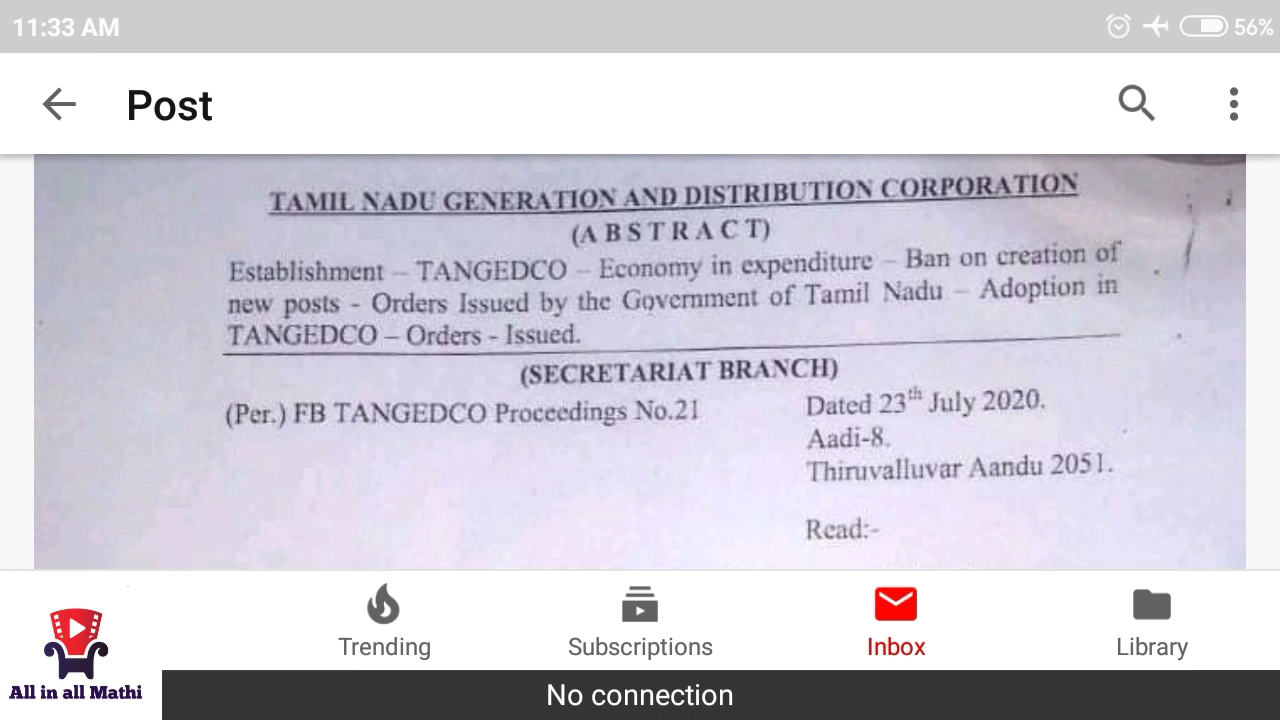 11:33 AM
56%
Post
TAMIL NADU GENERATION AND DISTRIBUTION CORPORATION
(A B S T R A C T)
Establishment – TANGEDCO – Economy in expenditure – Ban on creation of
new posts - Orders Issued by the Government of Tamil Nadu – Adoption in
TANGEDCO – Orders - Issued.
(SECRETARIAT BRANCH)
(Per.) FB TANGEDCO Proceedings No.21
Dated 23th July 2020.
Aadi-8.
Thiruvalluvar Aandu 2051.
Read:-
Trending
Subscriptions
Inbox
Library
All in all Mathi
No connection